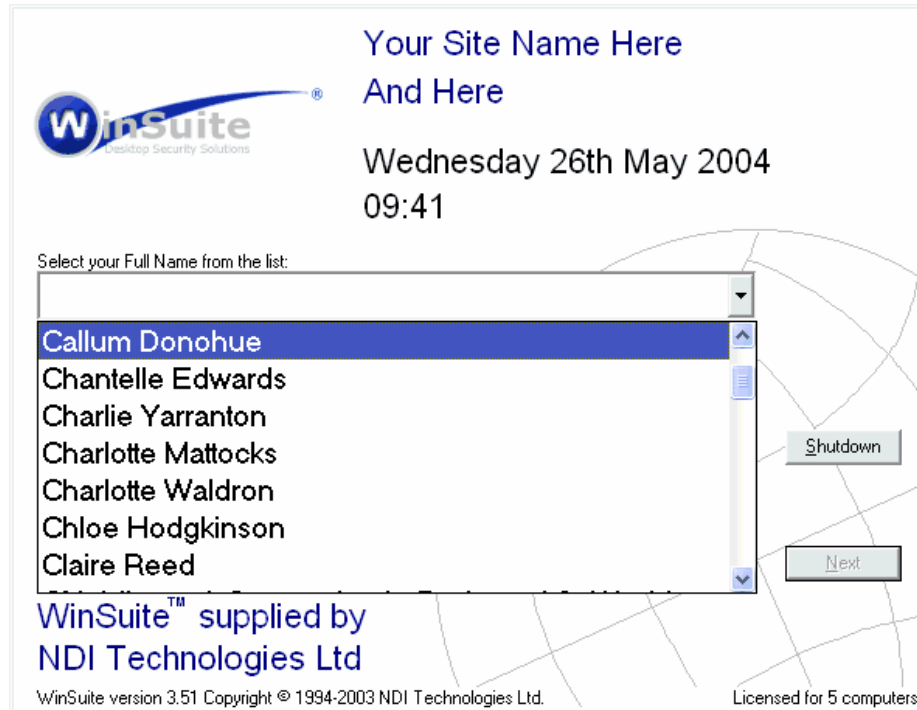 Your Site Name Here
And Here
WinSuite ®
Desktop Security Solutions
Wednesday 26th May 2004
09:41
Select your Full Name from the list:
Callum Donohue
Chantelle Edwards
Charlie Yarranton
Charlotte Mattocks
Charlotte Waldron
Chloe Hodgkinson
Claire Reed
Shutdown
Next
WinSuite™ supplied by
NDI Technologies Ltd
WinSuite version 3.51 Copyright © 1994-2003 NDI Technologies Ltd.
Licensed for 5 computers